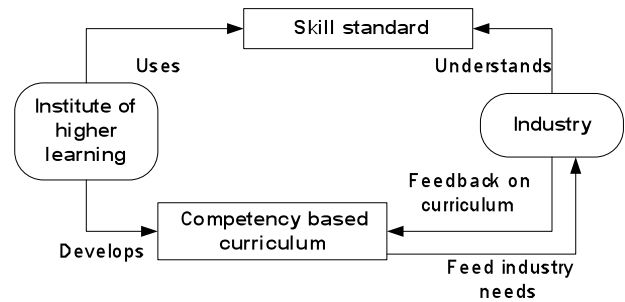 Skill standard
Uses
Understands
Institute of
higher
learning
Industry
Feedback on
curriculum
Competency based
curriculum
Develops
Feed industry
needs